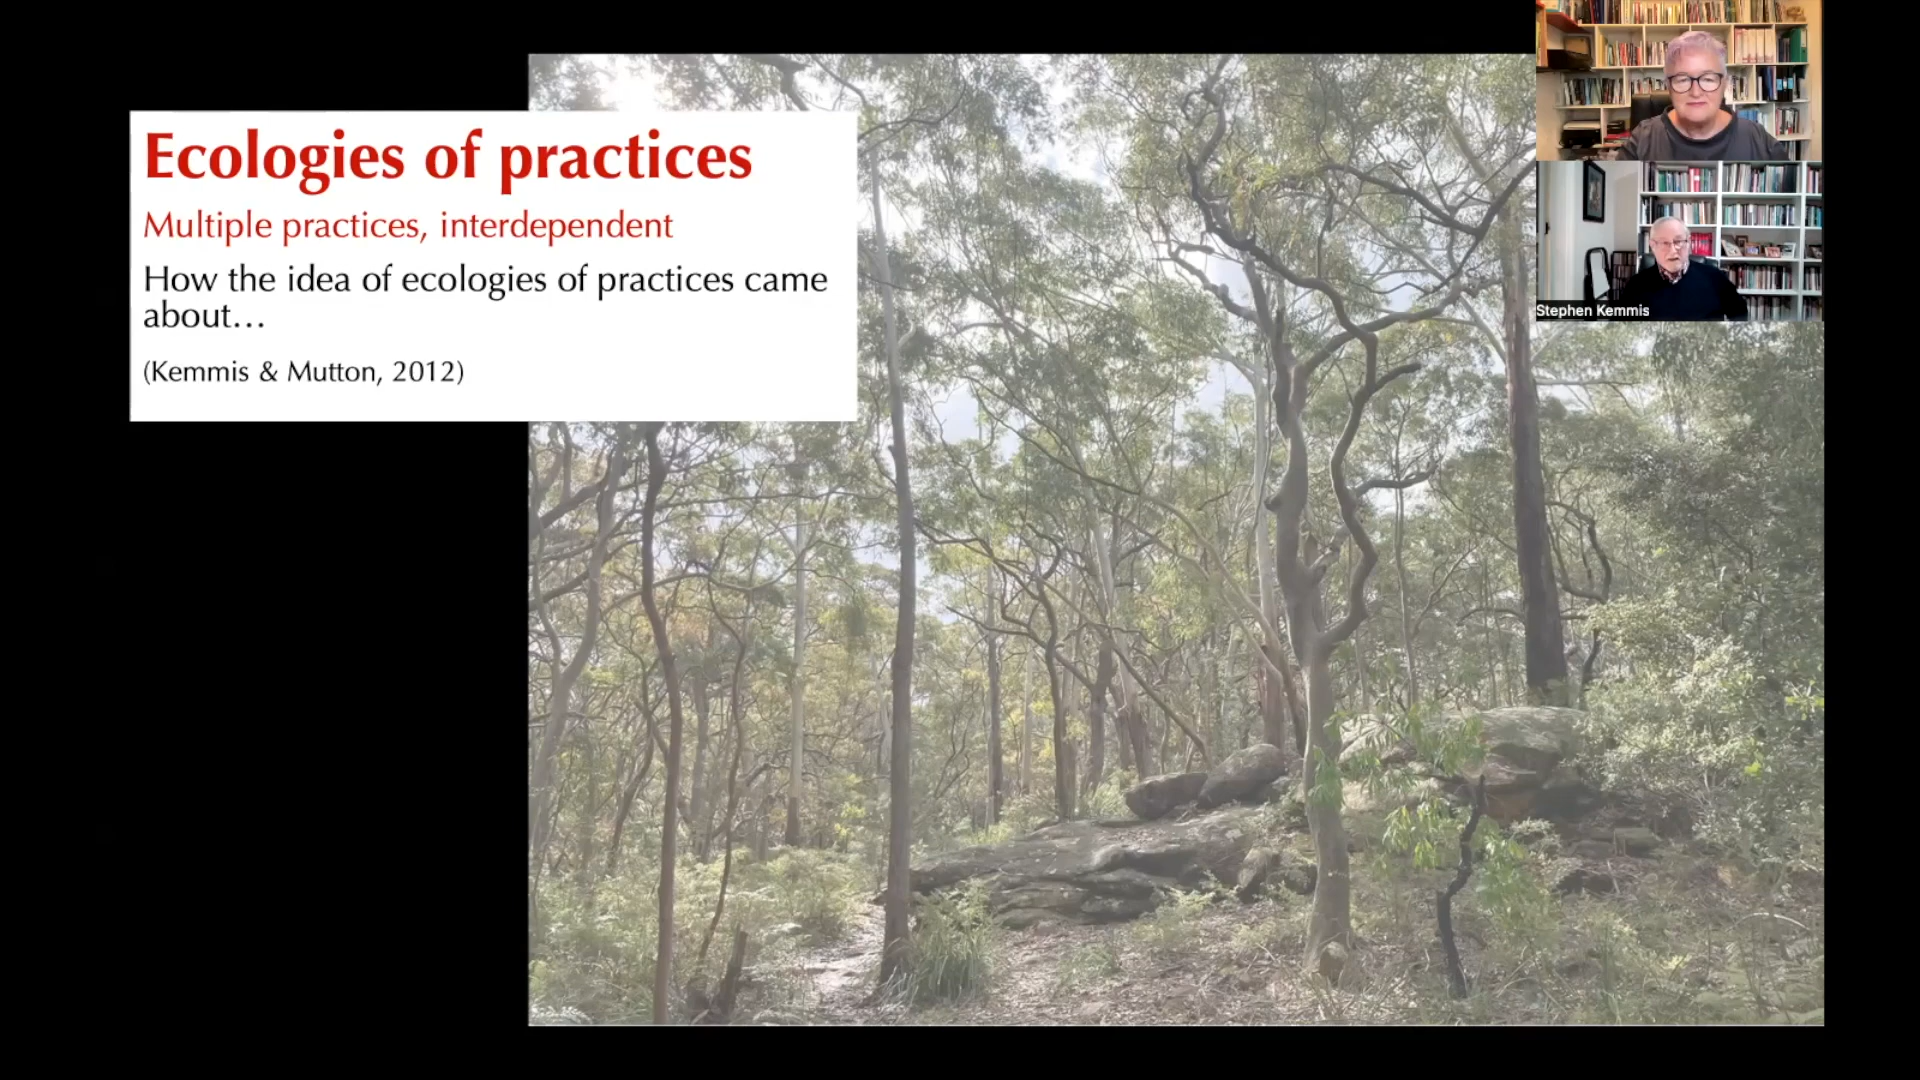 Ecologies of practices
Multiple practices, interdependent
How the idea of ecologies of practices came
about…
(Kemmis & Mutton, 2012)
Stephen Kemmis